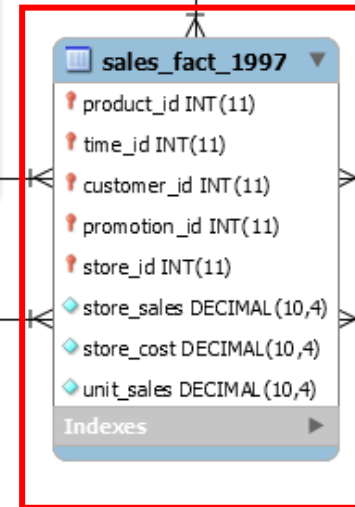 sales_fact_1997
product_id INT(11)
time_id INT(11)
customer_id INT(11)
promotion_id INT(11)
store_id INT(11)
store_sales DECIMAL(10,4)
store_cost DECIMAL(10,4)
unit_sales DECIMAL(10,4)
Indexes